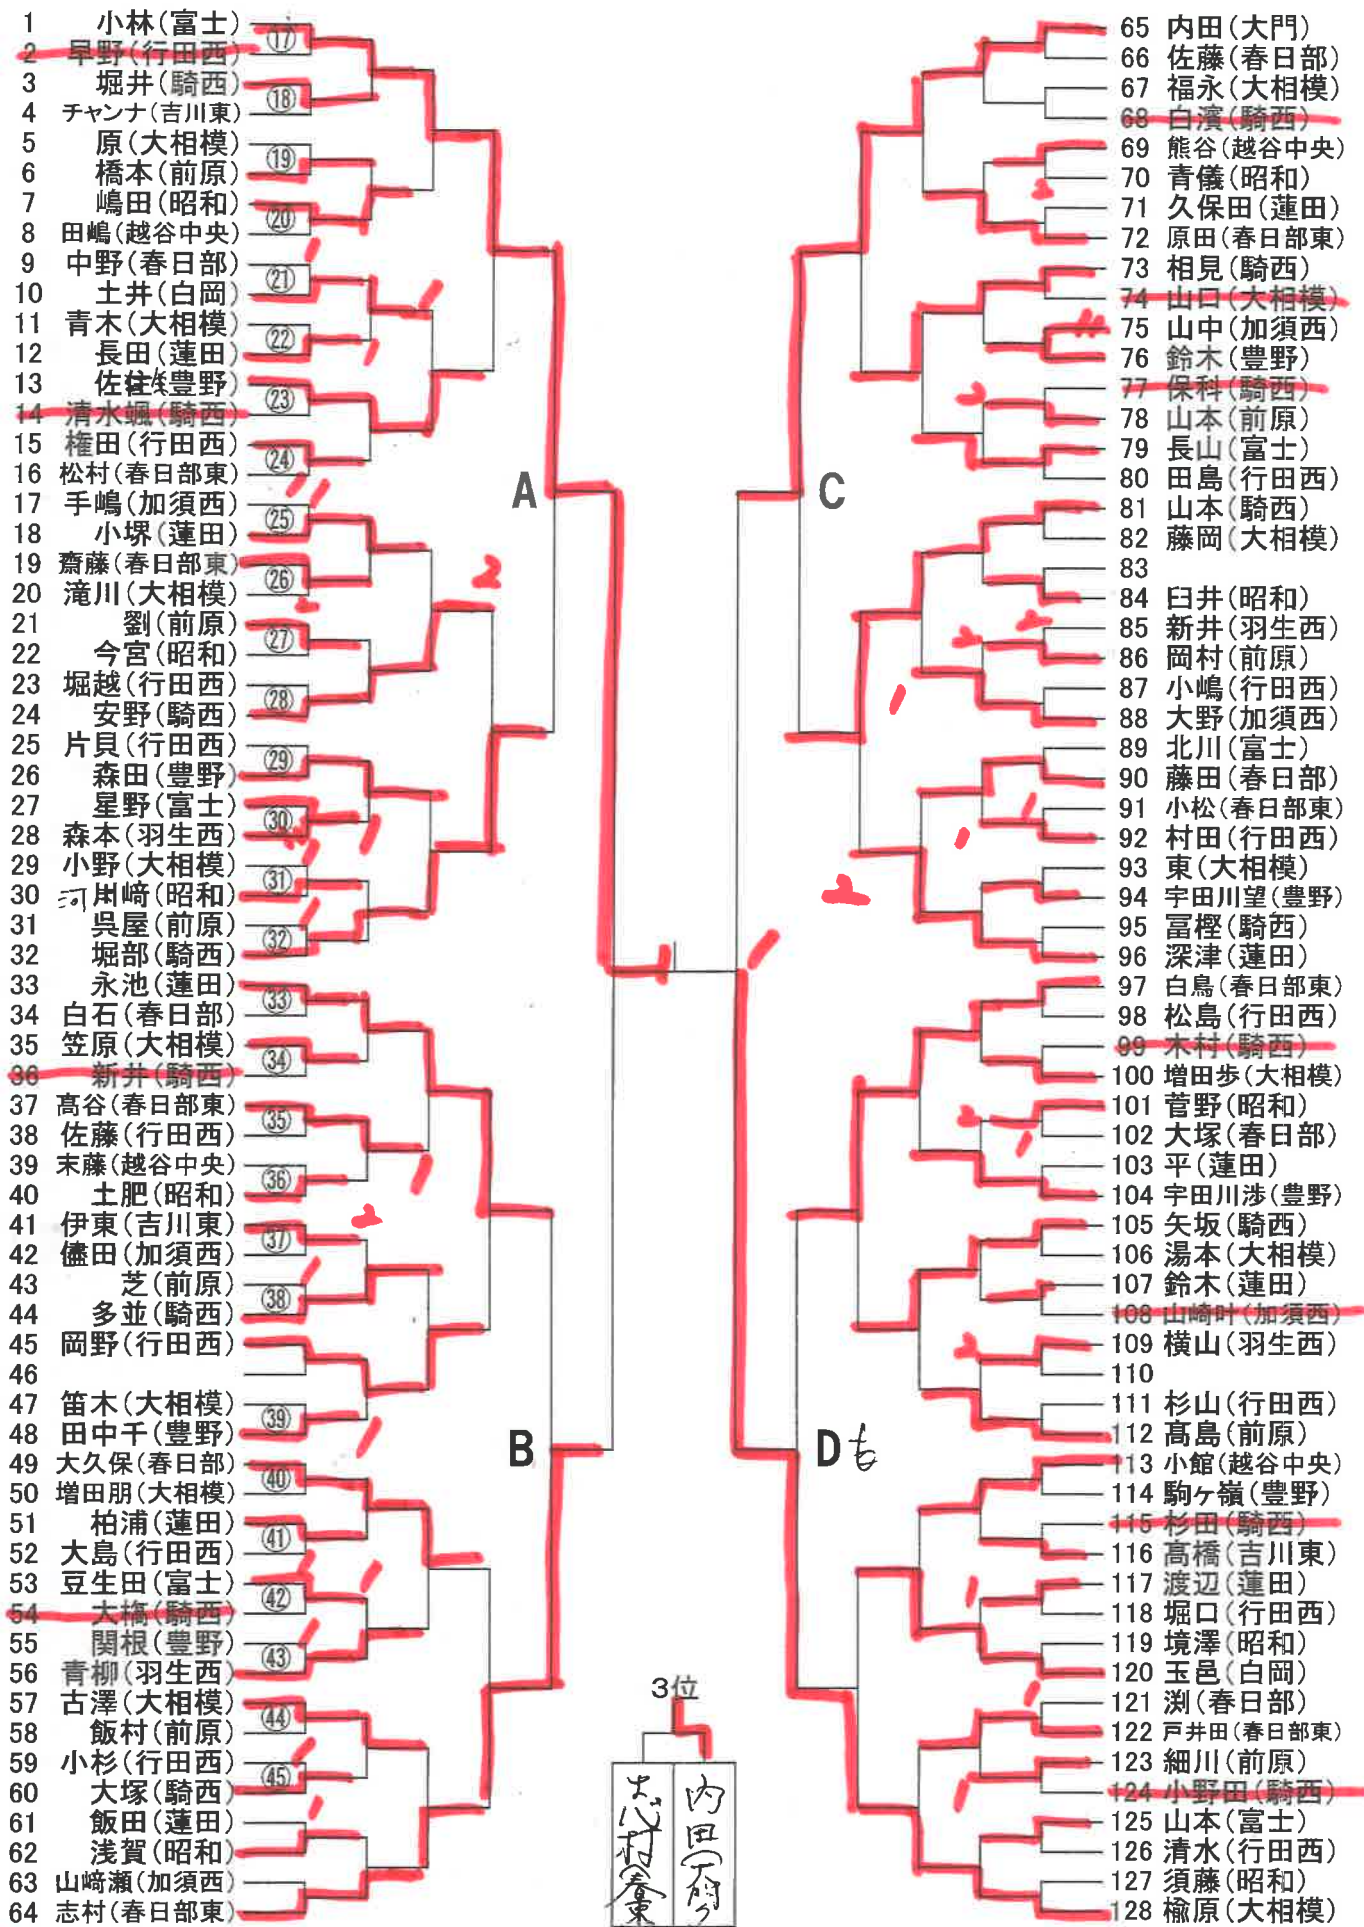 1 小林(富士)
2 早野(行田西)
⑰
3 堀井(騎西)
4 チャンナ(吉川東)
⑱
5 原(大相模)
6 橋本(前原)
⑲
7 嶋田(昭和)
8 田嶋(越谷中央)
⑳
9 中野(春日部)
10 土井(白岡)
㉑
11 青木(大相模)
12 長田(蓮田)
㉒
13 佐 (豊野)
14 清水颯(騎西)
㉓
15 権田(行田西)
16 松村(春日部東)
㉔
17 手嶋(加須西)
18 小堺(蓮田)
㉕
19 齋藤(春日部東)
20 滝川(大相模)
㉖
21 劉(前原)
22 今宮(昭和)
㉗
23 堀越(行田西)
24 安野(騎西)
㉘
25 片貝(行田西)
26 森田(豊野)
㉙
27 星野(富士)
28 森本(羽生西)
㉚
29 小野(大相模)
30 河 﨑(昭和)
㉛
31 呉屋(前原)
32 堀部(騎西)
㉜
33 永池(蓮田)
34 白石(春日部)
㉝
35 笠原(大相模)
36 新井(騎西)
㉞
37 髙谷(春日部東)
38 佐藤(行田西)
㉟
39 末藤(越谷中央)
40 土肥(昭和)
㊱
41 伊東(吉川東)
42 儘田(加須西)
㊲
43 芝(前原)
44 多並(騎西)
㊳
45 岡野(行田西)
46
47 笛木(大相模)
48 田中千(豊野)
㊴
49 大久保(春日部)
50 増田朋(大相模)
㊵
51 柏浦(蓮田)
52 大島(行田西)
㊶
53 豆生田(富士)
54 大 (騎西)
㊷
55 関根(豊野)
56 青柳(羽生西)
㊸
57 古澤(大相模)
58 飯村(前原)
㊹
59 小杉(行田西)
60 大塚(騎西)
㊺
61 飯田(蓮田)
62 浅賀(昭和)
63 山﨑瀬(加須西)
64 志村(春日部東)
A
2
2
B
3位
志村(春東)
内田(大門)
C
2
D
65 内田(大門)
66 佐藤(春日部)
67 福永(大相模)
68 白濱(騎西)
69 熊谷(越谷中央)
70 青儀(昭和)
71 久保田(蓮田)
72 原田(春日部東)
73 相見(騎西)
74 山口(大相模)
75 山中(加須西)
76 鈴木(豊野)
77 保科(騎西)
78 山本(前原)
79 長山(富士)
80 田島(行田西)
81 山本(騎西)
82 藤岡(大相模)
83
84 臼井(昭和)
85 新井(羽生西)
86 岡村(前原)
87 小嶋(行田西)
88 大野(加須西)
89 北川(富士)
90 藤田(春日部)
91 小松(春日部東)
92 村田(行田西)
93 東(大相模)
94 宇田川望(豊野)
95 冨樫(騎西)
96 深津(蓮田)
97 白鳥(春日部東)
98 松島(行田西)
99 木村(騎西)
100 増田歩(大相模)
101 菅野(昭和)
102 大塚(春日部)
103 平(蓮田)
104 宇田川渉(豊野)
105 矢坂(騎西)
106 湯本(大相模)
107 鈴木(蓮田)
108 山崎叶(加須西)
109 横山(羽生西)
110
111 杉山(行田西)
112 髙島(前原)
113 小館(越谷中央)
114 駒ヶ嶺(豊野)
115 杉田(騎西)
116 髙橋(吉川東)
117 渡辺(蓮田)
118 堀口(行田西)
119 境澤(昭和)
120 玉邑(白岡)
121 渕(春日部)
122 戸井田(春日部東)
123 細川(前原)
124 小野田(騎西)
125 山本(富士)
126 清水(行田西)
127 須藤(昭和)
128 楡原(大相模)